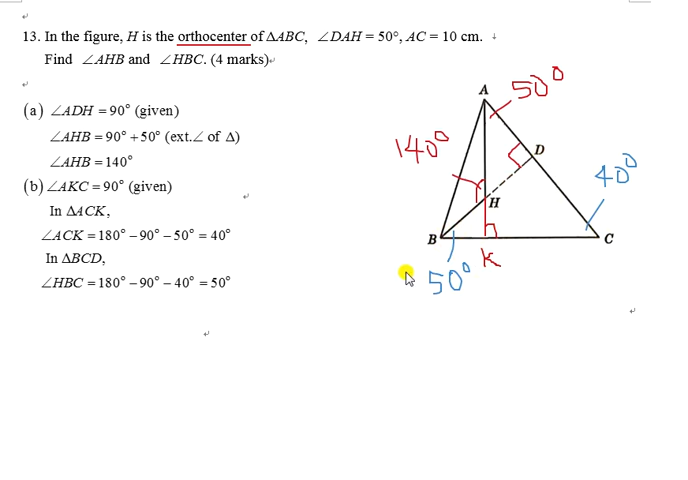 13. In the figure, H is the orthocenter of ΔABC, ∠DAH = 50°, AC = 10 cm.
Find ∠AHB and ∠HBC. (4 marks)
(a) ∠ADH = 90° (given)
∠AHB = 90° + 50° (ext.∠ of Δ)
∠AHB = 140°
(b) ∠AKC = 90° (given)
In ΔACK,
∠ACK = 180° − 90° − 50° = 40°
In ΔBCD,
∠HBC = 180° − 90° − 40° = 50°
A
50°
140°
D
40°
H
B
C
K
50°